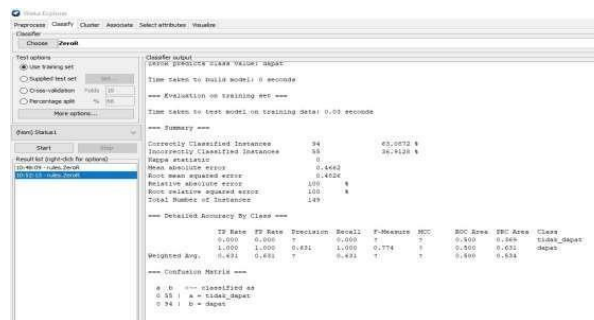 Weka Explorer
Preprocess Classify Cluster Associate Select attributes Visualize
Classifier
Choose ZeroR
Test options
Use training set
Supplied test set Set...
Cross-validation Folds 10
Percentage split % 66
More options...
(Nom) Status1
Start Stop
Result list (right-click for options)
10:52:13 - rules.ZeroR
Classifier output
ZeroR predicts class value: dapat
Time taken to build model: 0 seconds
=== Evaluation on training set ===
Time taken to test model on training data: 0.00 seconds
=== Summary ===
Correctly Classified Instances 94 63.0872 %
Incorrectly Classified Instances 55 36.9128 %
Kappa statistic 0
Mean absolute error 0.4662
Root mean squared error 0.4826
Relative absolute error 100 %
Root relative squared error 100 %
Total Number of Instances 149
=== Detailed Accuracy By Class ===
TP Rate FP Rate Precision Recall F-Measure MCC ROC Area PRC Area Class
0.000 0.000 ? 0.000 ? ? 0.500 0.369 tidak_dapat
1.000 1.000 0.631 1.000 0.774 ? 0.500 0.631 dapat
Weighted Avg. 0.631 0.631 ? 0.631 ? ? 0.500 0.534
=== Confusion Matrix ===
a b <-- classified as
0 55 | a = tidak_dapat
0 94 | b = dapat